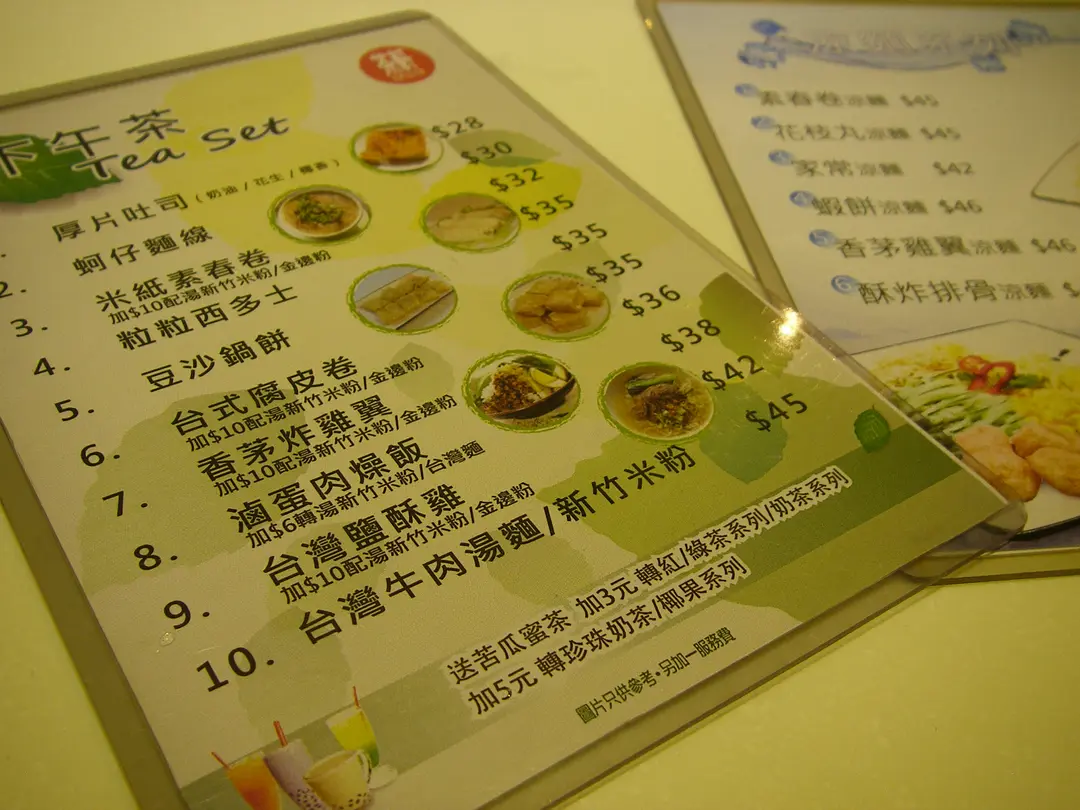 下午茶
Tea Set
厚片吐司(奶油/花生/椰香) $28
2. 蚵仔麵線 $30
3. 米紙素春卷 $32
加$10配湯新竹米粉/金邊粉
4. 粒粒西多士 $35
5. 豆沙鍋餅 $35
6. 台式腐皮卷 $35
加$10配湯新竹米粉/金邊粉
7. 香茅炸雞翼 $36
加$10配湯新竹米粉/金邊粉
8. 滷蛋肉燥飯 $38
加$6轉湯新竹米粉/台灣麵
9. 台灣鹽酥雞 $42
加$10配湯新竹米粉/金邊粉
10. 台灣牛肉湯麵/新竹米粉 $45
送苦瓜蜜茶 加3元 轉紅/綠茶系列/奶茶系列
加5元 轉珍珠奶茶/椰果系列
圖片只供參考·另加一服務費
素春卷涼麵 $45
花枝丸涼麵 $45
家常涼麵 $42
蝦餅涼麵 $46
香茅雞翼涼麵 $46
6 酥炸排骨涼麵